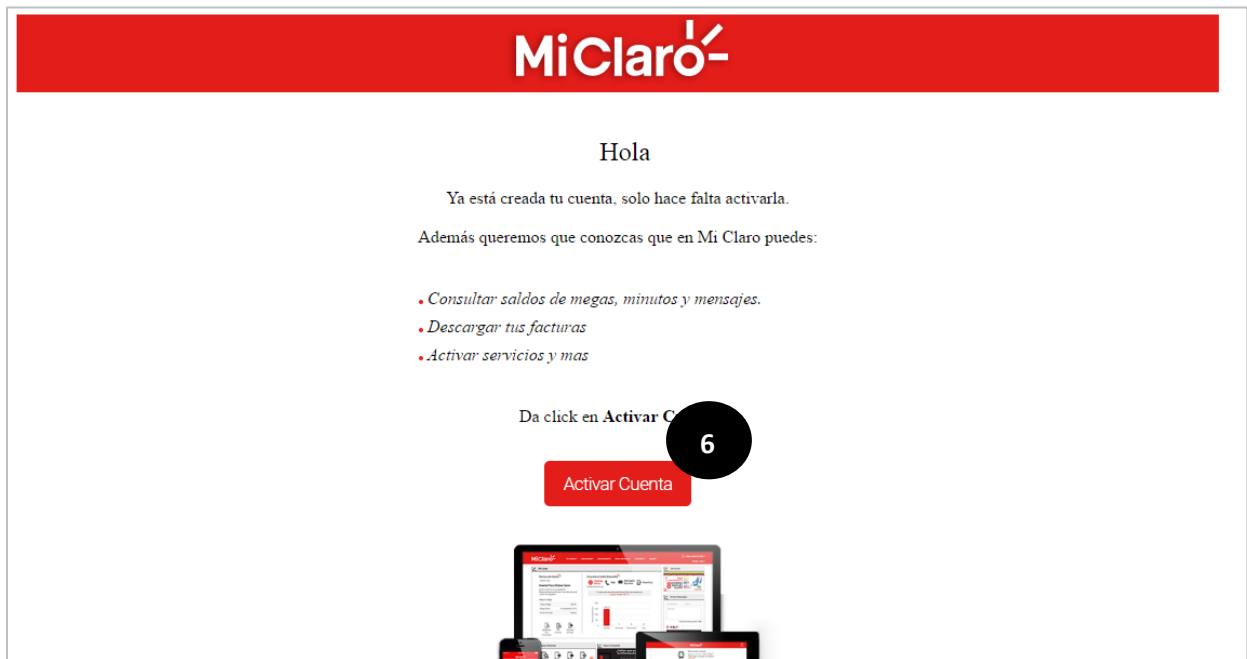 MiClaro
Hola
Ya está creada tu cuenta, solo hace falta activarla.
Además queremos que conozcas que en Mi Claro puedes:
Consultar saldos de megas, minutos y mensajes.
Descargar tus facturas
Activar servicios y mas
Da click en Activar
6
Activar Cuenta
MiClaro